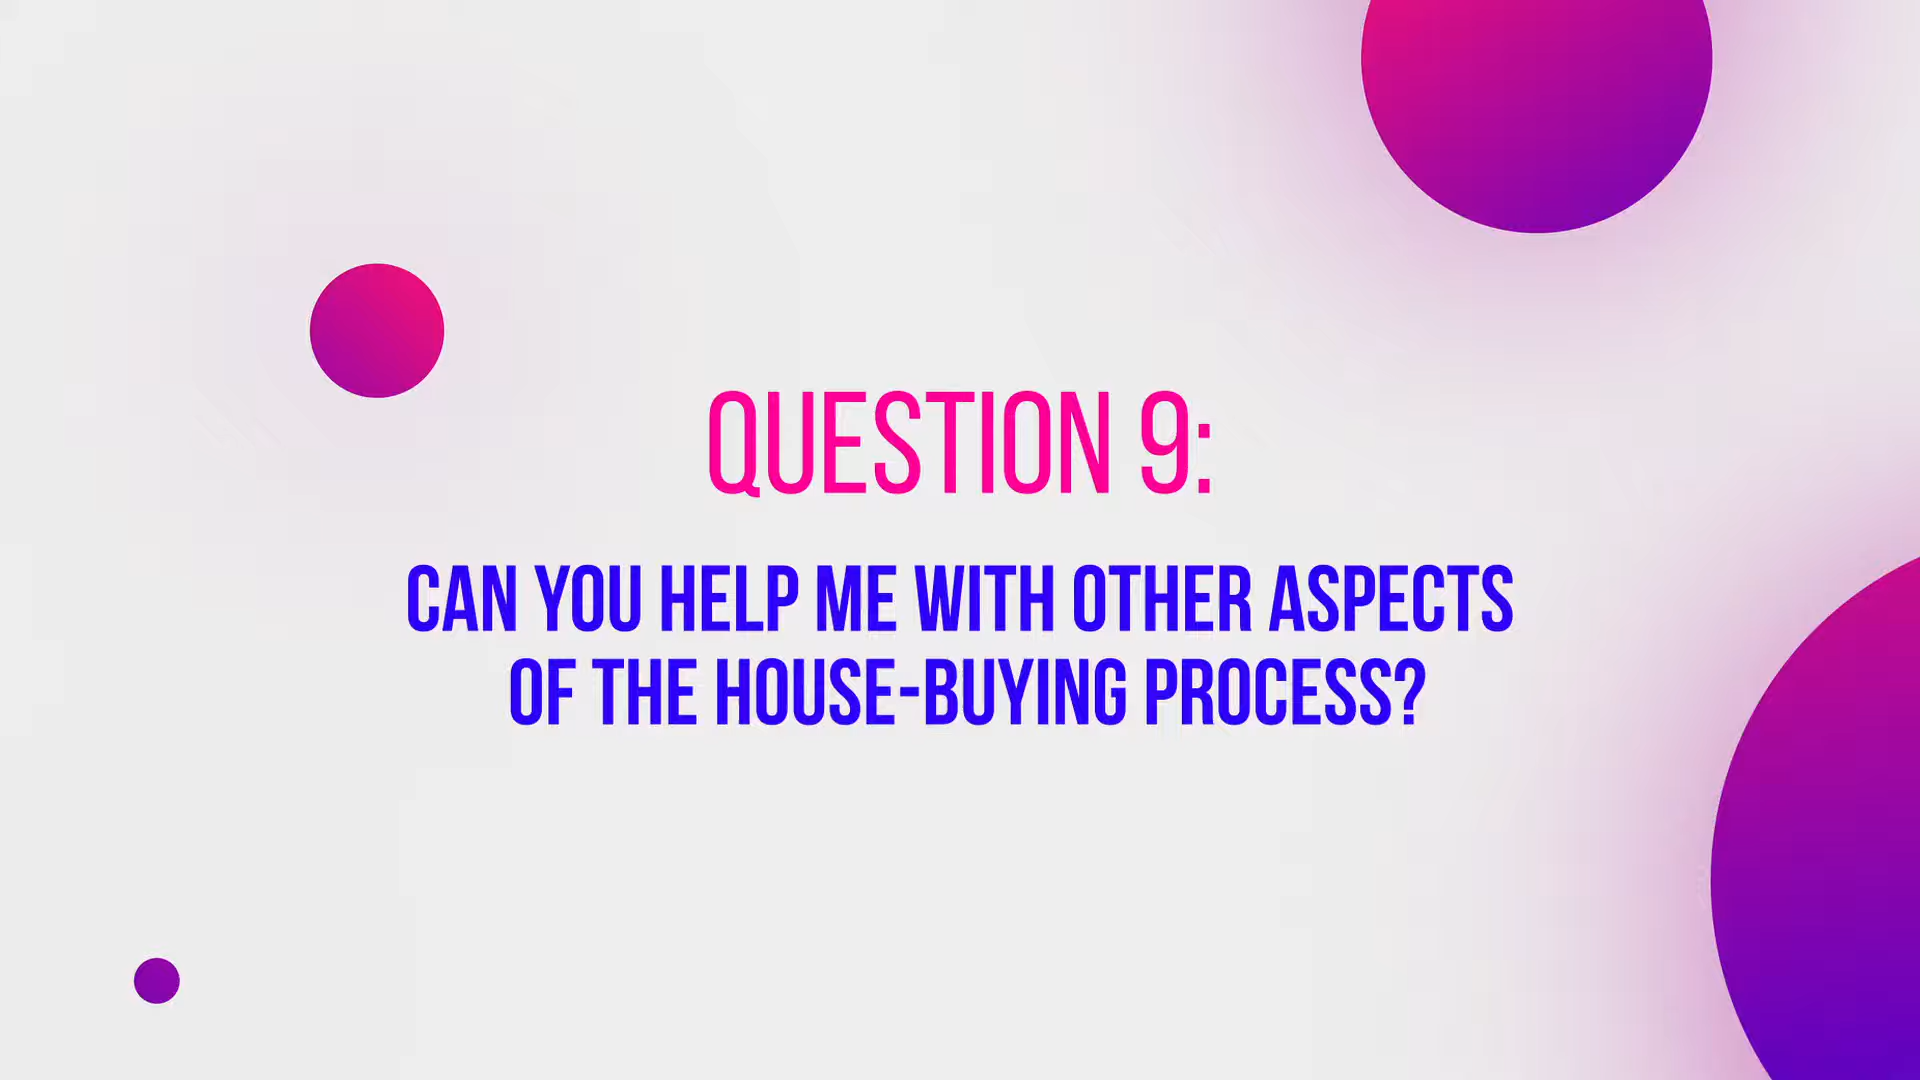 QUESTION 9:
CAN YOU HELP ME WITH OTHER ASPECTS
OF THE HOUSE-BUYING PROCESS?